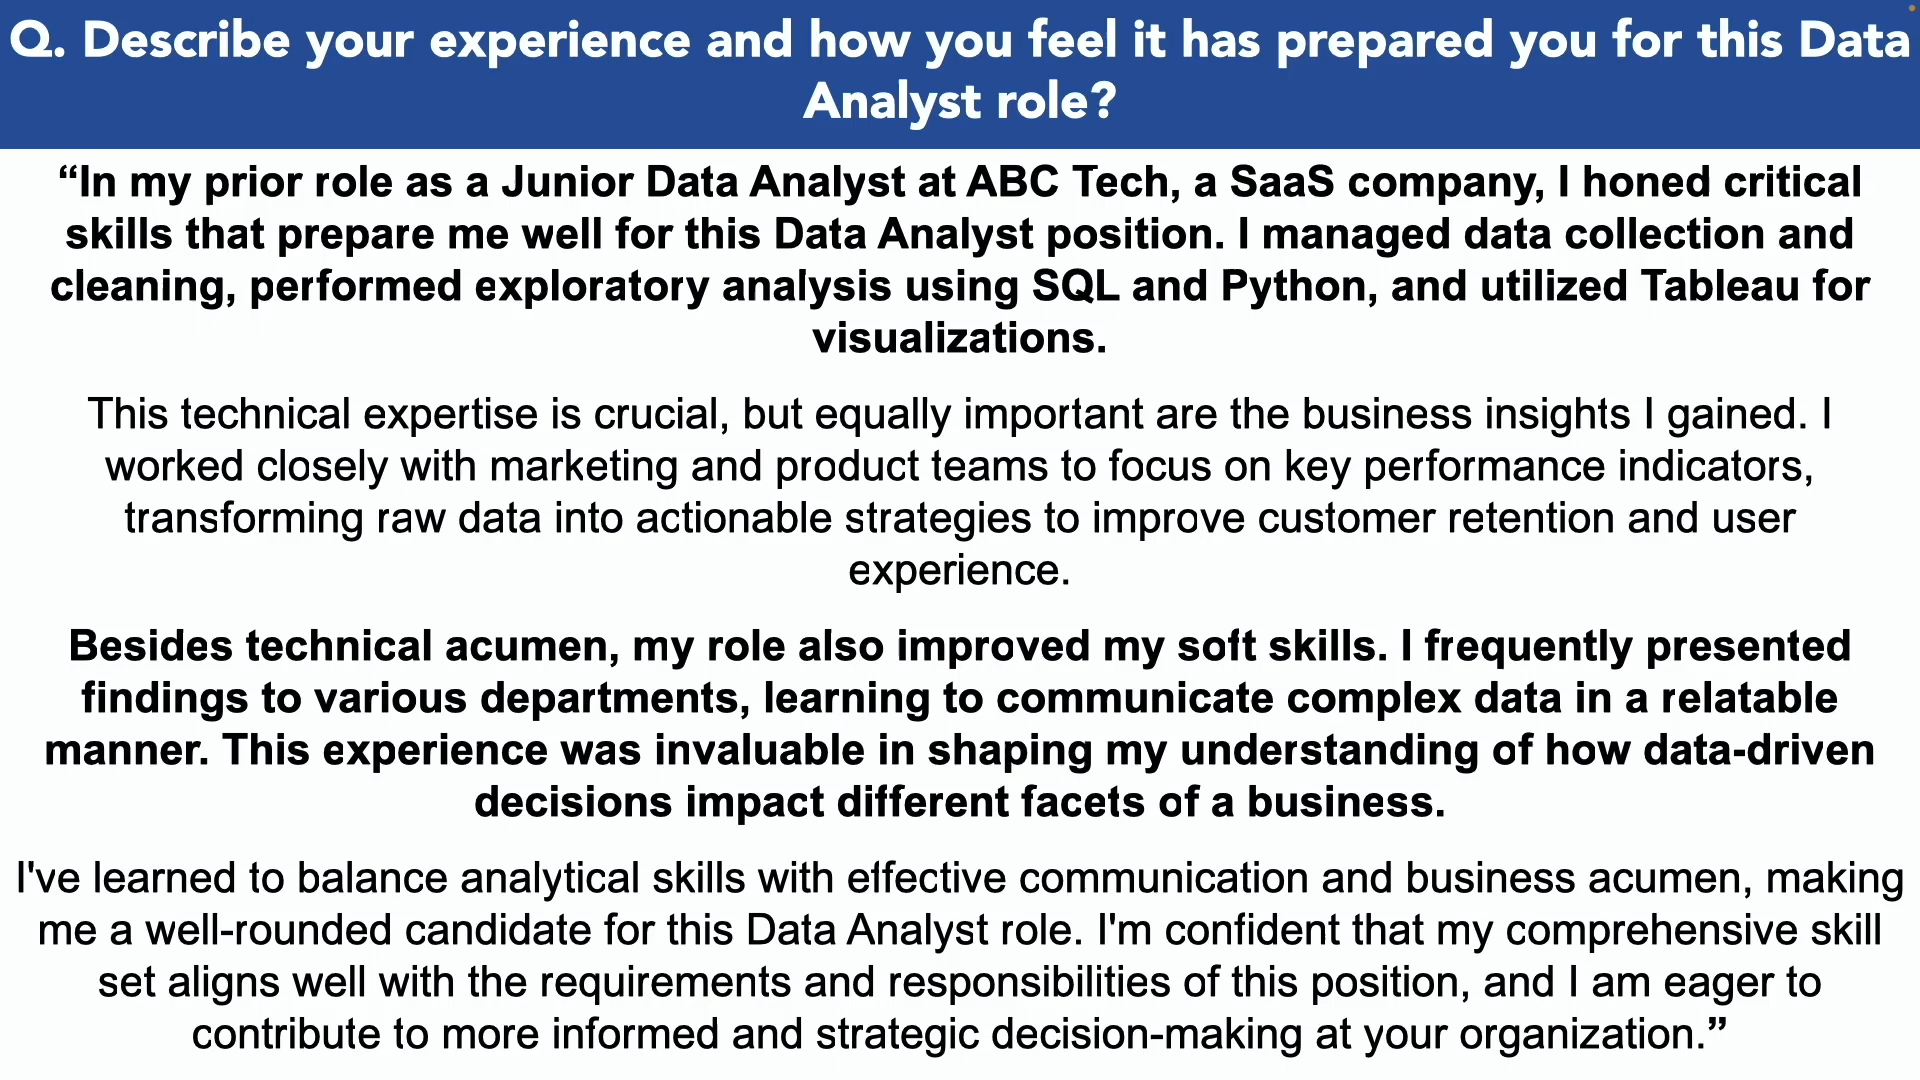 Q. Describe your experience and how you feel it has prepared you for this Data
Analyst role?
“In my prior role as a Junior Data Analyst at ABC Tech, a SaaS company, I honed critical
skills that prepare me well for this Data Analyst position. I managed data collection and
cleaning, performed exploratory analysis using SQL and Python, and utilized Tableau for
visualizations.
This technical expertise is crucial, but equally important are the business insights I gained. I
worked closely with marketing and product teams to focus on key performance indicators,
transforming raw data into actionable strategies to improve customer retention and user
experience.
Besides technical acumen, my role also improved my soft skills. I frequently presented
findings to various departments, learning to communicate complex data in a relatable
manner. This experience was invaluable in shaping my understanding of how data-driven
decisions impact different facets of a business.
I've learned to balance analytical skills with effective communication and business acumen, making
me a well-rounded candidate for this Data Analyst role. I'm confident that my comprehensive skill
set aligns well with the requirements and responsibilities of this position, and I am eager to
contribute to more informed and strategic decision-making at your organization.”